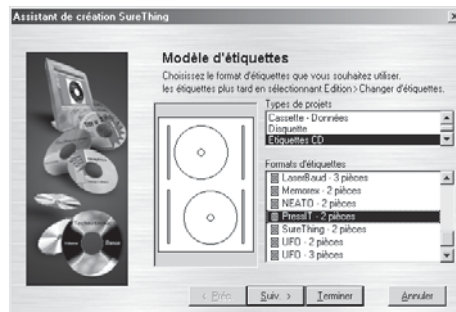 Assistant de création SureThing
Modèle d'étiquettes
Choisissez le format d'étiquettes que vous souhaitez utiliser.
les étiquettes plus tard en sélectionnant Edition > Changer d'étiquettes.
Types de projets
Cassette - Données
Disquette
Etiquettes CD
Formats d'étiquettes
LaserBaud - 3 pièces
Memorex - 2 pièces
NEATO - 2 pièces
PressIT - 2 pièces
SureThing - 2 pièces
UFO - 2 pièces
UFO - 3 pièces
< Préc. Suiv. > Terminer Annuler